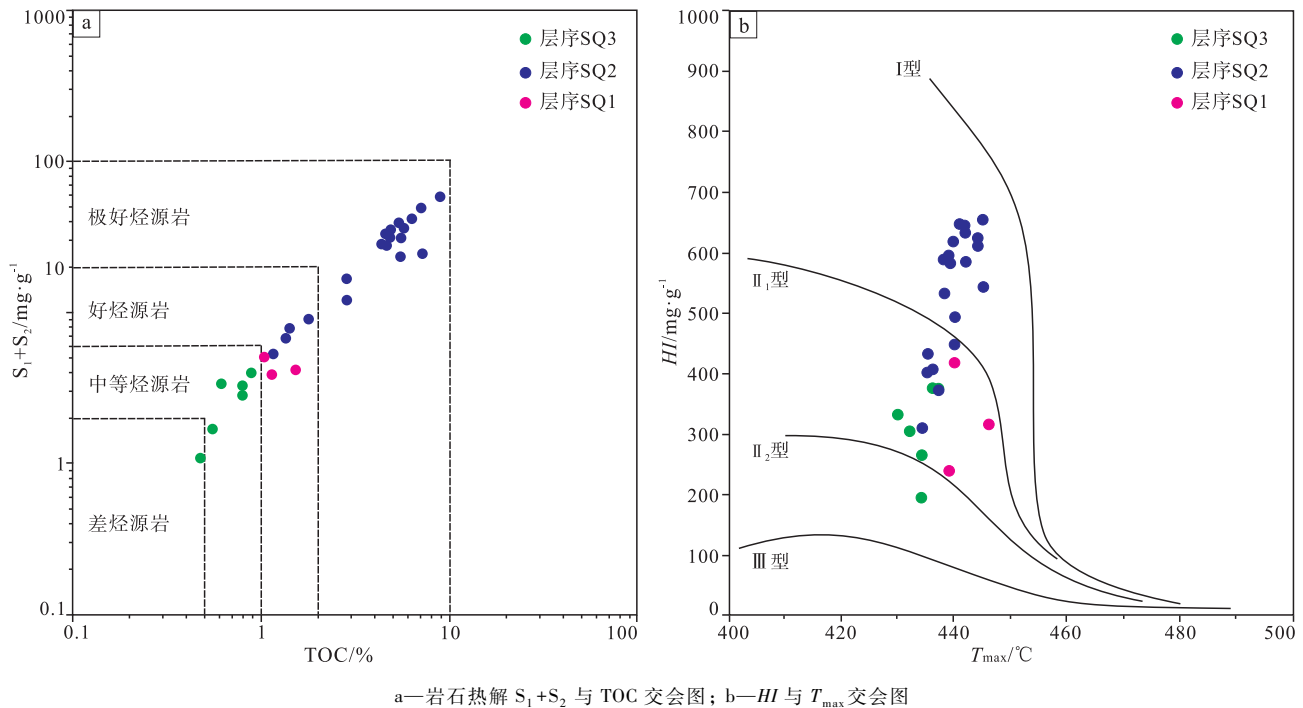 a
1000
100
10
1
0.1
S₁+S₂/mg·g⁻¹
层序SQ3
层序SQ2
层序SQ1
极好烃源岩
好烃源岩
中等烃源岩
差烃源岩
0.1
1
10
100
TOC/%
b
1000
900
800
700
600
500
400
300
200
100
0
HI/mg·g⁻¹
层序SQ3
层序SQ2
层序SQ1
Ⅰ型
Ⅱ₁型
Ⅱ₂型
Ⅲ型
400
420
440
460
480
500
Tmax/℃
a—岩石热解 S₁+S₂ 与 TOC 交会图；b—HI 与 Tmax 交会图